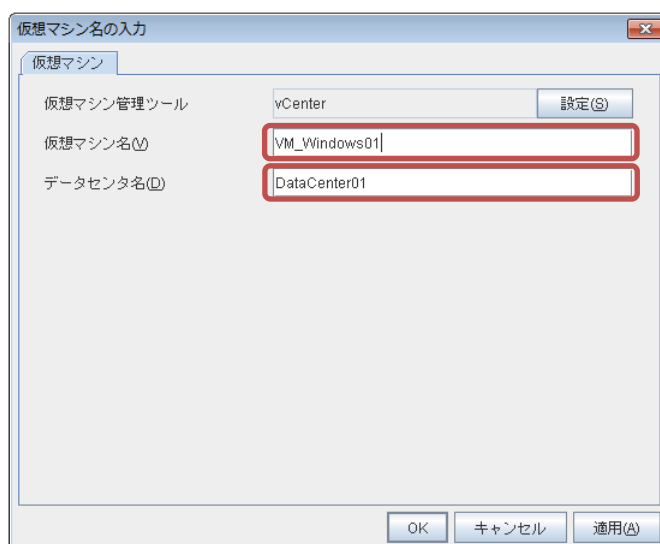 仮想マシン名の入力
仮想マシン
仮想マシン管理ツール vCenter 設定(S)
仮想マシン名(V) VM_Windows01
データセンタ名(D) DataCenter01
OK キャンセル 適用(A)